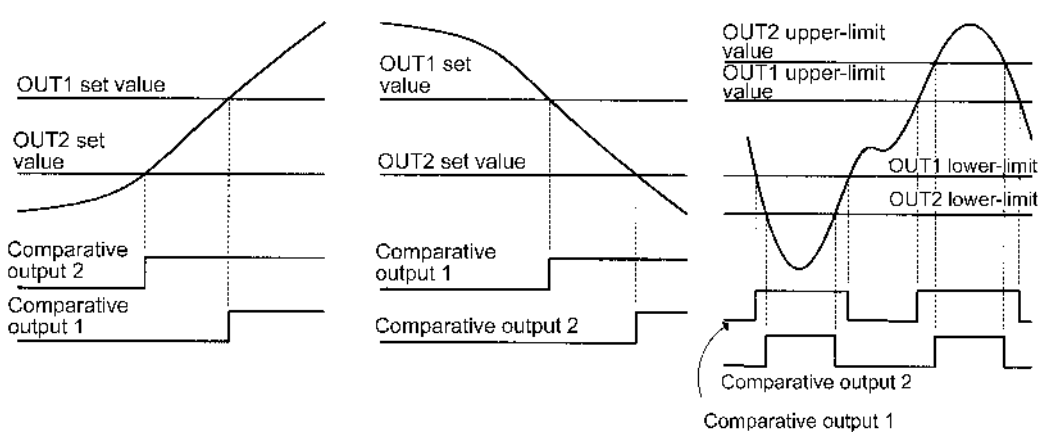 OUT1 set value
OUT2 set
value
Comparative
output 2
Comparative
output 1
OUT1 set
value
OUT2 set value
Comparative
output 1
Comparative output 2
OUT2 upper-limit
value
OUT1 upper-limit
value
OUT1 lower-limit
OUT2 lower-limit
Comparative output 2
Comparative output 1